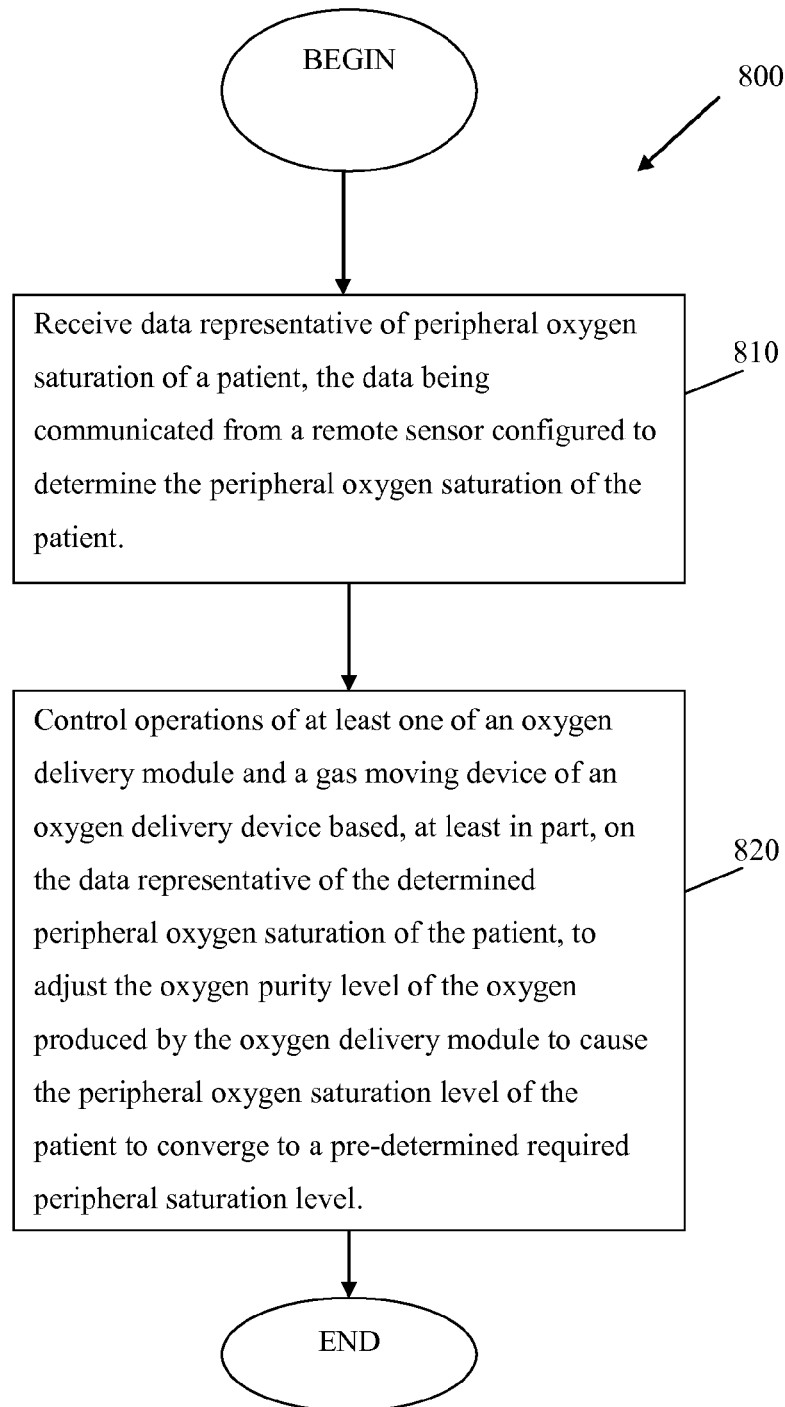 BEGIN
800
Receive data representative of peripheral oxygen
saturation of a patient, the data being
communicated from a remote sensor configured to
determine the peripheral oxygen saturation of the
patient.
810
Control operations of at least one of an oxygen
delivery module and a gas moving device of an
oxygen delivery device based, at least in part, on
the data representative of the determined
peripheral oxygen saturation of the patient, to
adjust the oxygen purity level of the oxygen
produced by the oxygen delivery module to cause
the peripheral oxygen saturation level of the
patient to converge to a pre-determined required
peripheral saturation level.
820
END